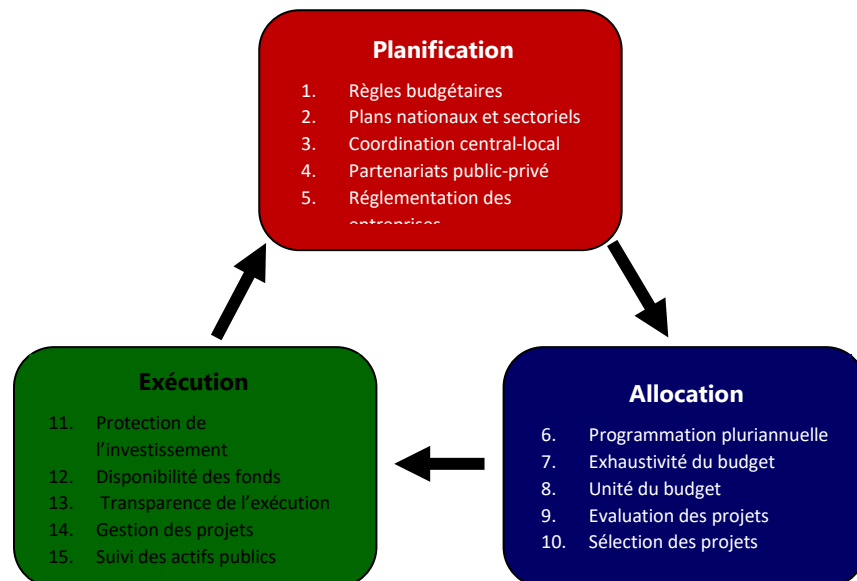 Planification
1. Règles budgétaires
2. Plans nationaux et sectoriels
3. Coordination central-local
4. Partenariats public-privé
5. Réglementation des
entreprises
Exécution
11. Protection de
l’investissement
12. Disponibilité des fonds
13. Transparence de l’exécution
14. Gestion des projets
15. Suivi des actifs publics
Allocation
6. Programmation pluriannuelle
7. Exhaustivité du budget
8. Unité du budget
9. Evaluation des projets
10. Sélection des projets